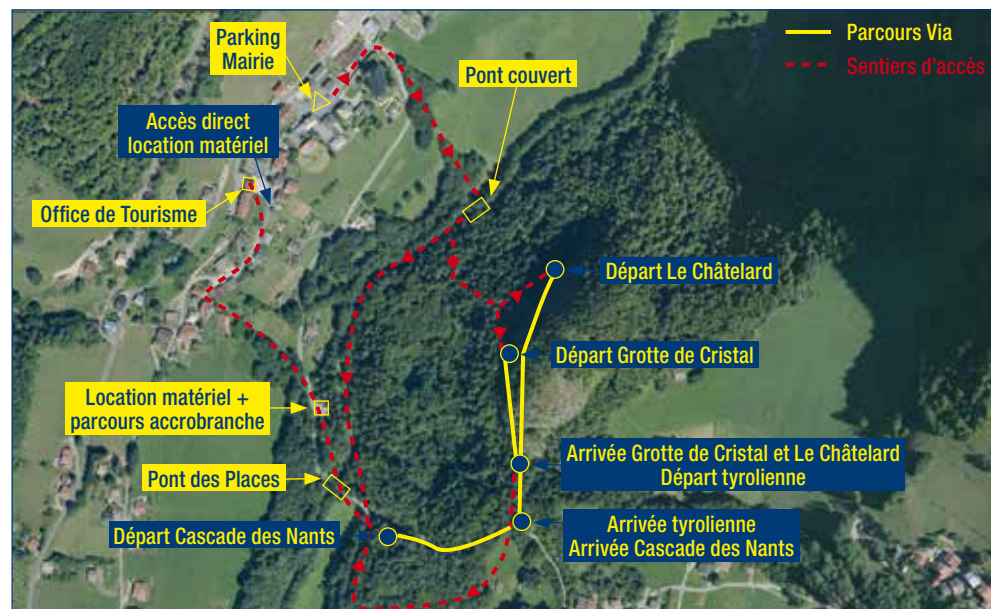 Parking
Mairie
Pont couvert
Parcours Via
Sentiers d'accès
Accès direct
location matériel
Office de Tourisme
Départ Le Châtelard
Départ Grotte de Cristal
Location matériel +
parcours accrobranche
Pont des Places
Arrivée Grotte de Cristal et Le Châtelard
Départ tyrolienne
Départ Cascade des Nants
Arrivée tyrolienne
Arrivée Cascade des Nants